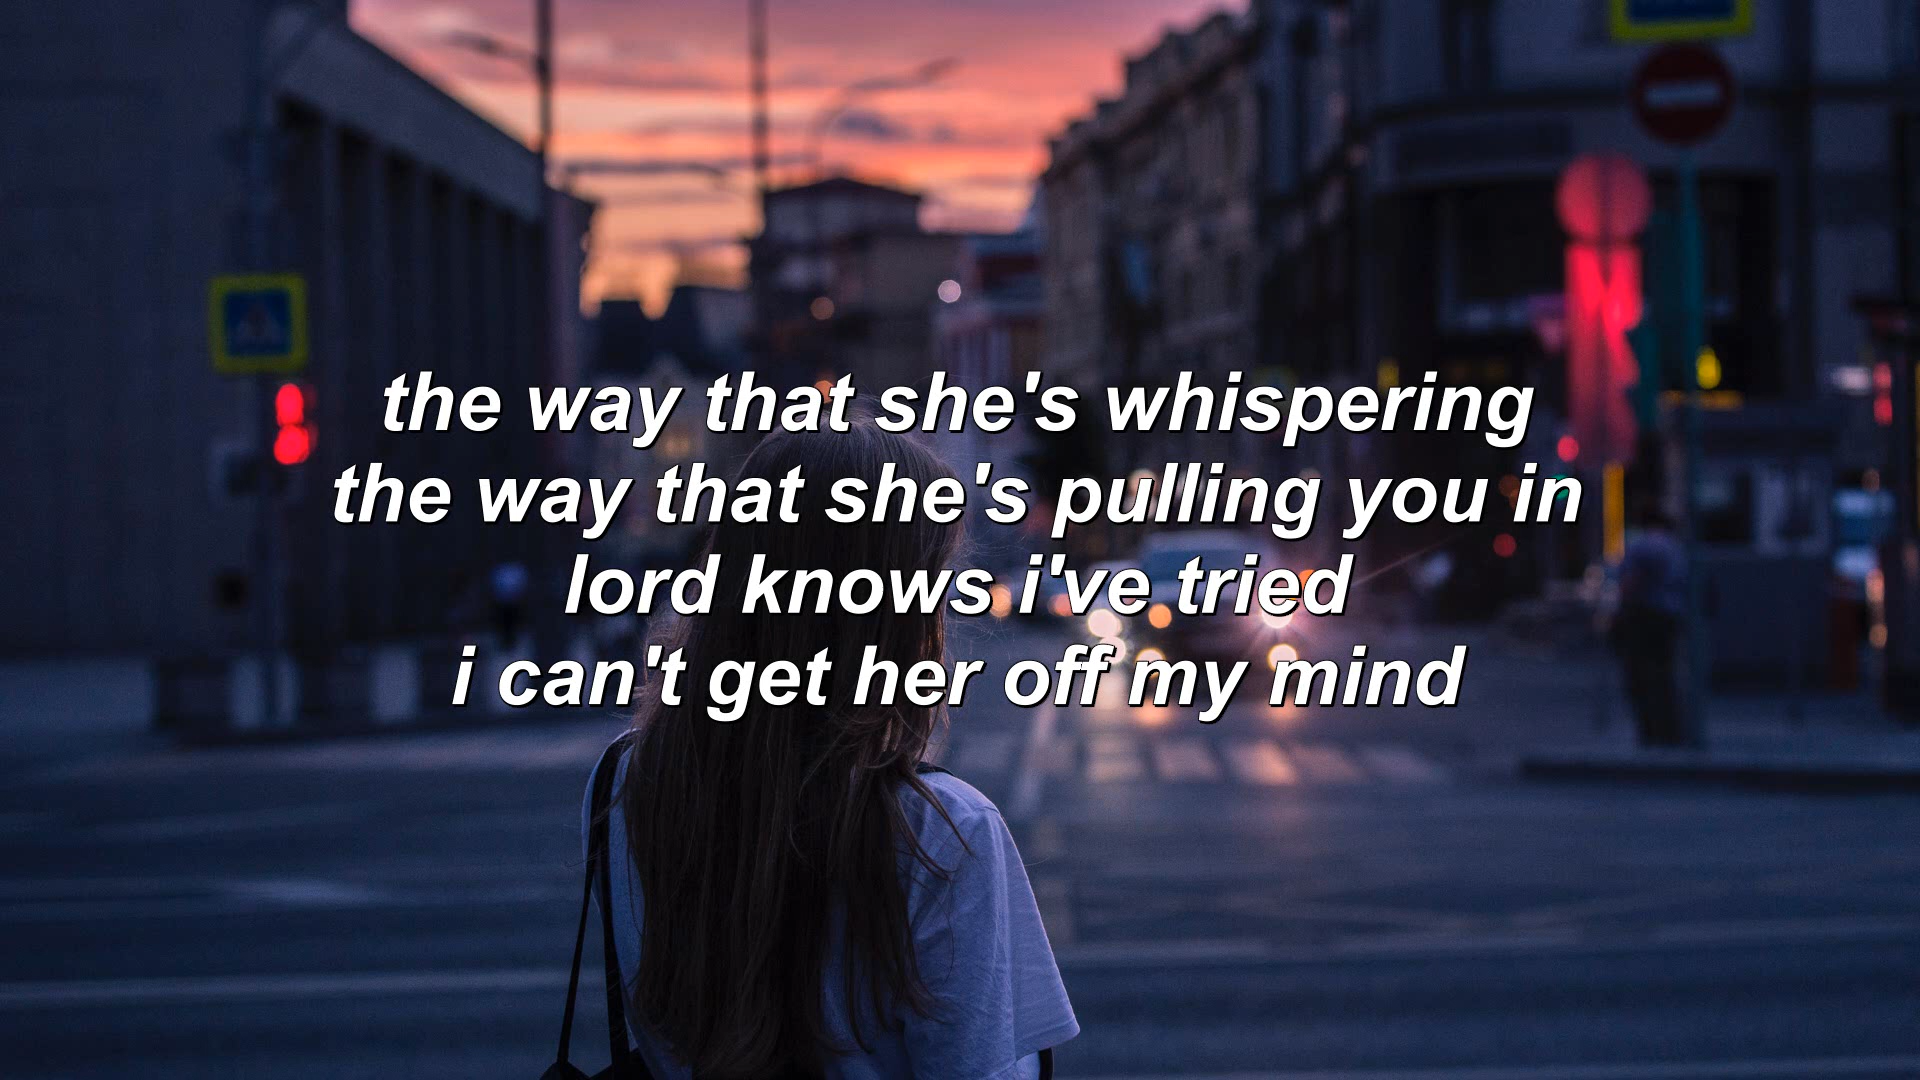 the way that she's whispering
the way that she's pulling you in
lord knows i've tried
i can't get her off my mind